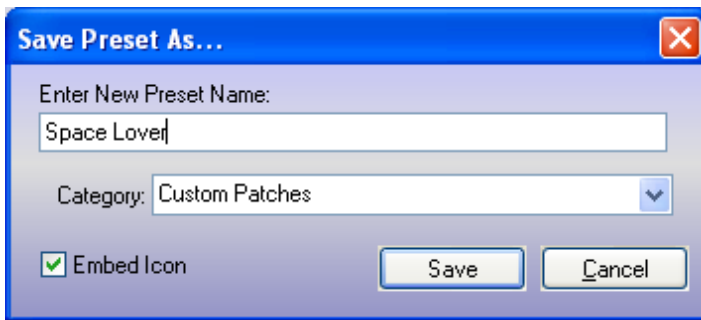 Save Preset As...
Enter New Preset Name:
Space Lover
Category: Custom Patches
Embed Icon Save Cancel